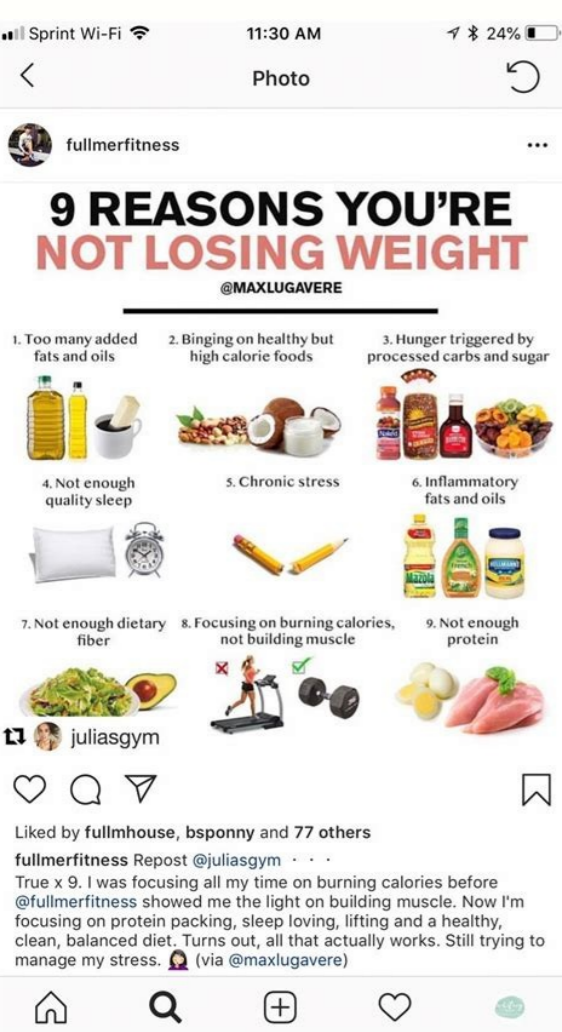 Sprint Wi-Fi 11:30 AM 24%
Photo
fullmerfitness
9 REASONS YOU'RE
NOT LOSING WEIGHT
@MAXLUGAVERE
1. Too many added
fats and oils
2. Binging on healthy but
high calorie foods
3. Hunger triggered by
processed carbs and sugar
Naked
4. Not enough
quality sleep
5. Chronic stress
6. Inflammatory
fats and oils
Mazola
French
HELLMANN'S
7. Not enough dietary
fiber
8. Focusing on burning calories,
not building muscle
9. Not enough
protein
juliasgym
Liked by fullmhouse, bsponny and 77 others
fullmerfitness Repost @juliasgym · · ·
True x 9. I was focusing all my time on burning calories before
@fullmerfitness showed me the light on building muscle. Now I'm
focusing on protein packing, sleep loving, lifting and a healthy,
clean, balanced diet. Turns out, all that actually works. Still trying to
manage my stress. 🤦🏻‍♀️ (via @maxlugavere)